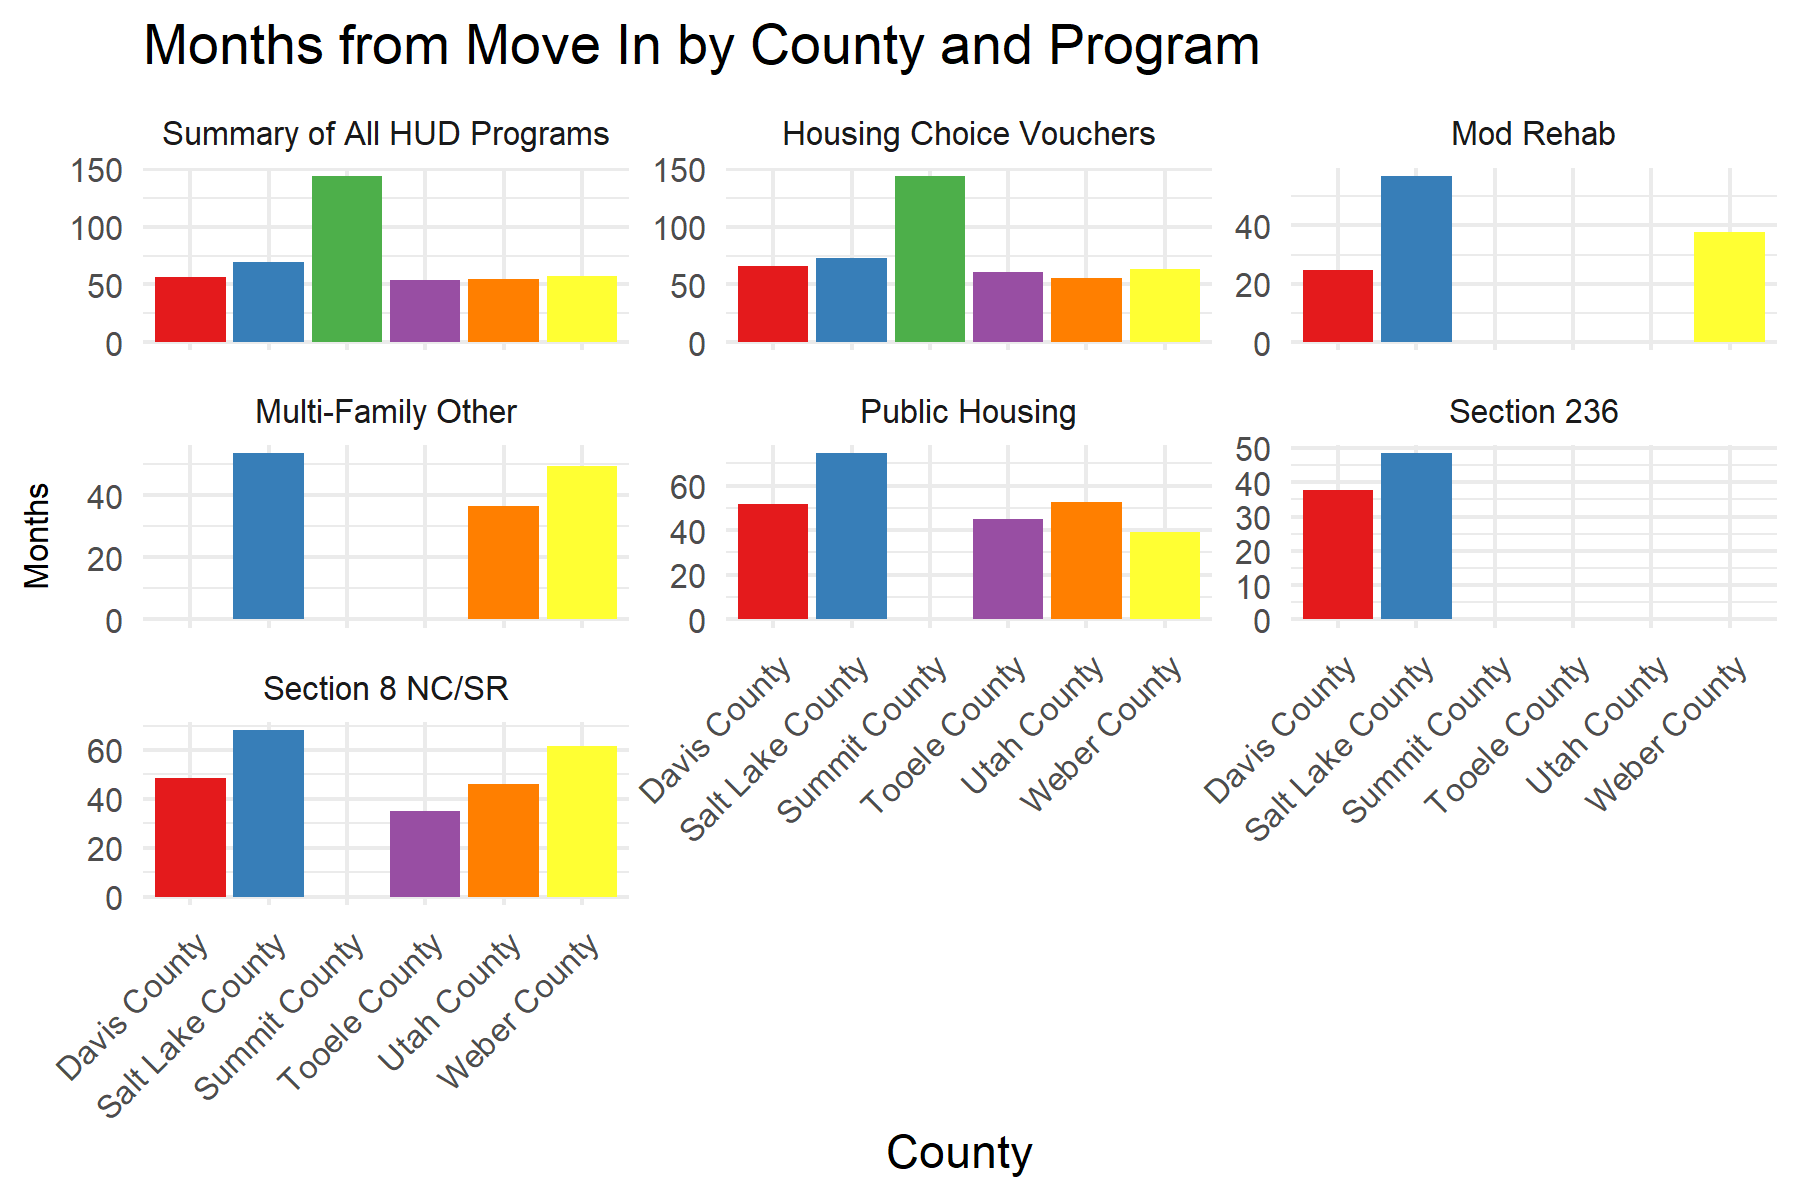 Months from Move In by County and Program
Summary of All HUD Programs
Housing Choice Vouchers
Mod Rehab
150
100
50
0
150
100
50
0
40
20
0
Multi-Family Other
Public Housing
Section 236
Months
40
20
0
60
40
20
0
50
40
30
20
10
0
Section 8 NC/SR
60
40
20
0
Davis County
Salt Lake County
Summit County
Tooele County
Utah County
Weber County
Davis County
Salt Lake County
Summit County
Tooele County
Utah County
Weber County
Davis County
Salt Lake County
Summit County
Tooele County
Utah County
Weber County
County